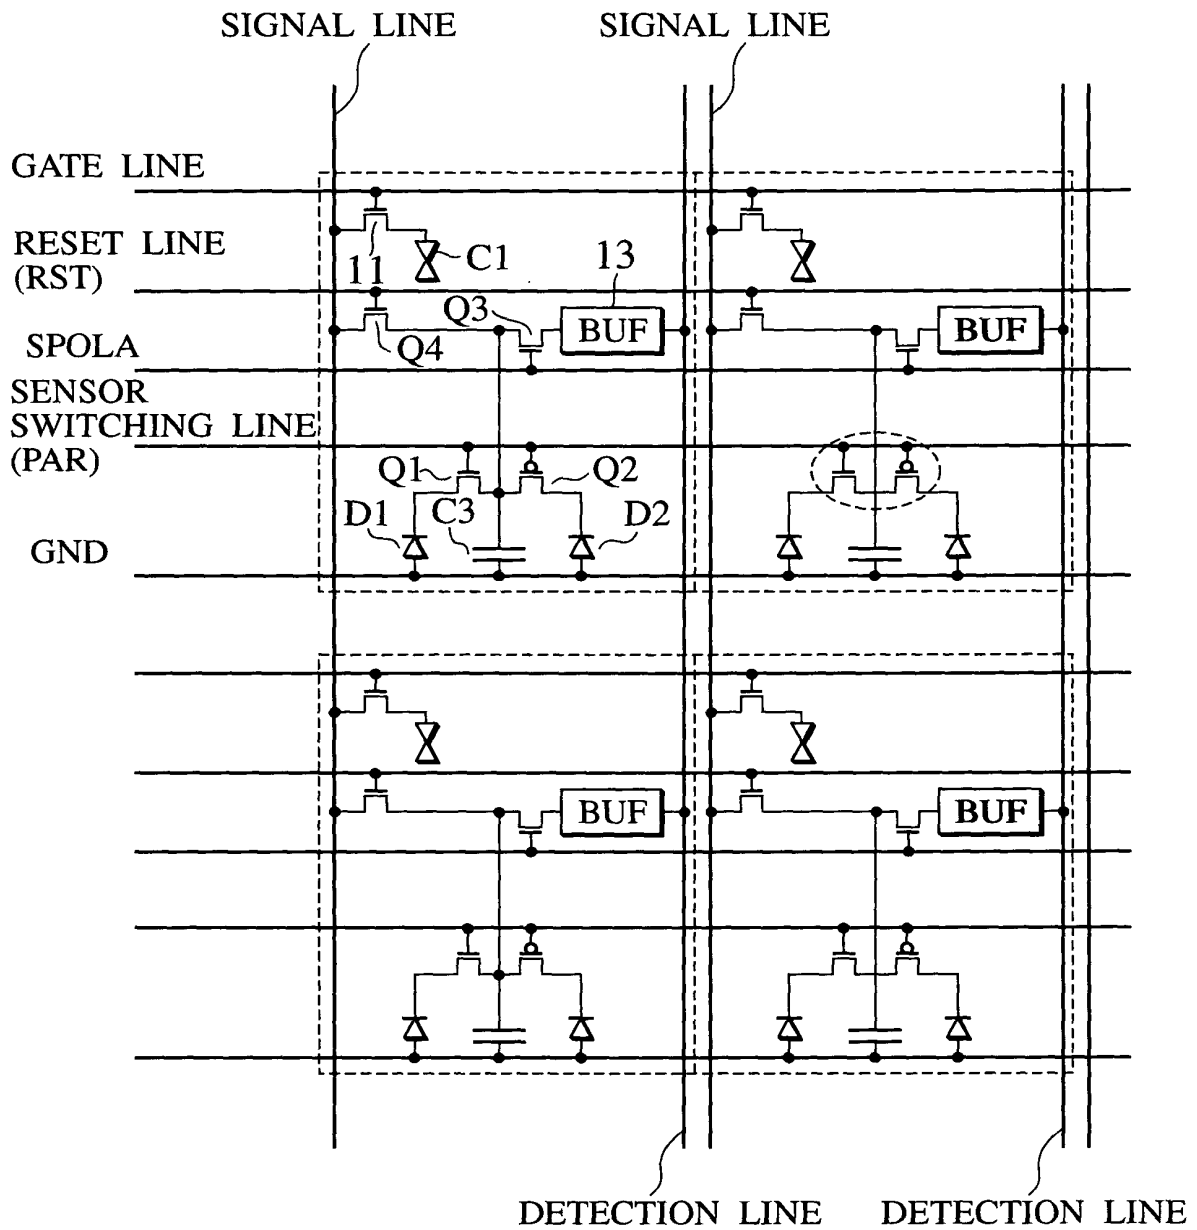 SIGNAL LINE
SIGNAL LINE
GATE LINE
RESET LINE
(RST)
11
C1
13
Q3
BUF
BUF
Q4
SPOLA
SENSOR
SWITCHING LINE
(PAR)
Q1
Q2
D1
C3
D2
GND
BUF
BUF
DETECTION LINE
DETECTION LINE